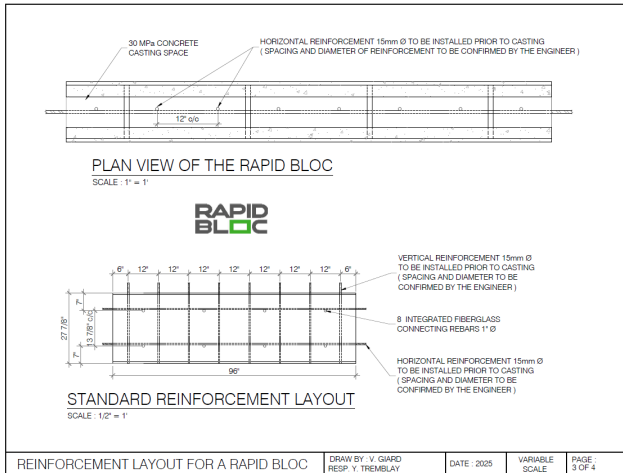 30 MPa CONCRETE
CASTING SPACE
HORIZONTAL REINFORCEMENT 15mm Ø TO BE INSTALLED PRIOR TO CASTING
( SPACING AND DIAMETER OF REINFORCEMENT TO BE CONFIRMED BY THE ENGINEER )
12" c/c
PLAN VIEW OF THE RAPID BLOC
SCALE : 1" = 1'
RAPID
BLOC
6" 12" 12" 12" 12" 12" 12" 12" 6"
VERTICAL REINFORCEMENT 15mm Ø
TO BE INSTALLED PRIOR TO CASTING
( SPACING AND DIAMETER TO BE
CONFIRMED BY THE ENGINEER )
27 7/8"
7"
13 7/8" c/c
7"
8 INTEGRATED FIBERGLASS
CONNECTING REBARS 1" Ø
HORIZONTAL REINFORCEMENT 15mm Ø
TO BE INSTALLED PRIOR TO CASTING
( SPACING AND DIAMETER TO BE
CONFIRMED BY THE ENGINEER )
96"
STANDARD REINFORCEMENT LAYOUT
SCALE : 1/2" = 1'
REINFORCEMENT LAYOUT FOR A RAPID BLOC
DRAW BY : V. GIARD
RESP. Y. TREMBLAY
DATE : 2025
VARIABLE
SCALE
PAGE :
3 OF 4